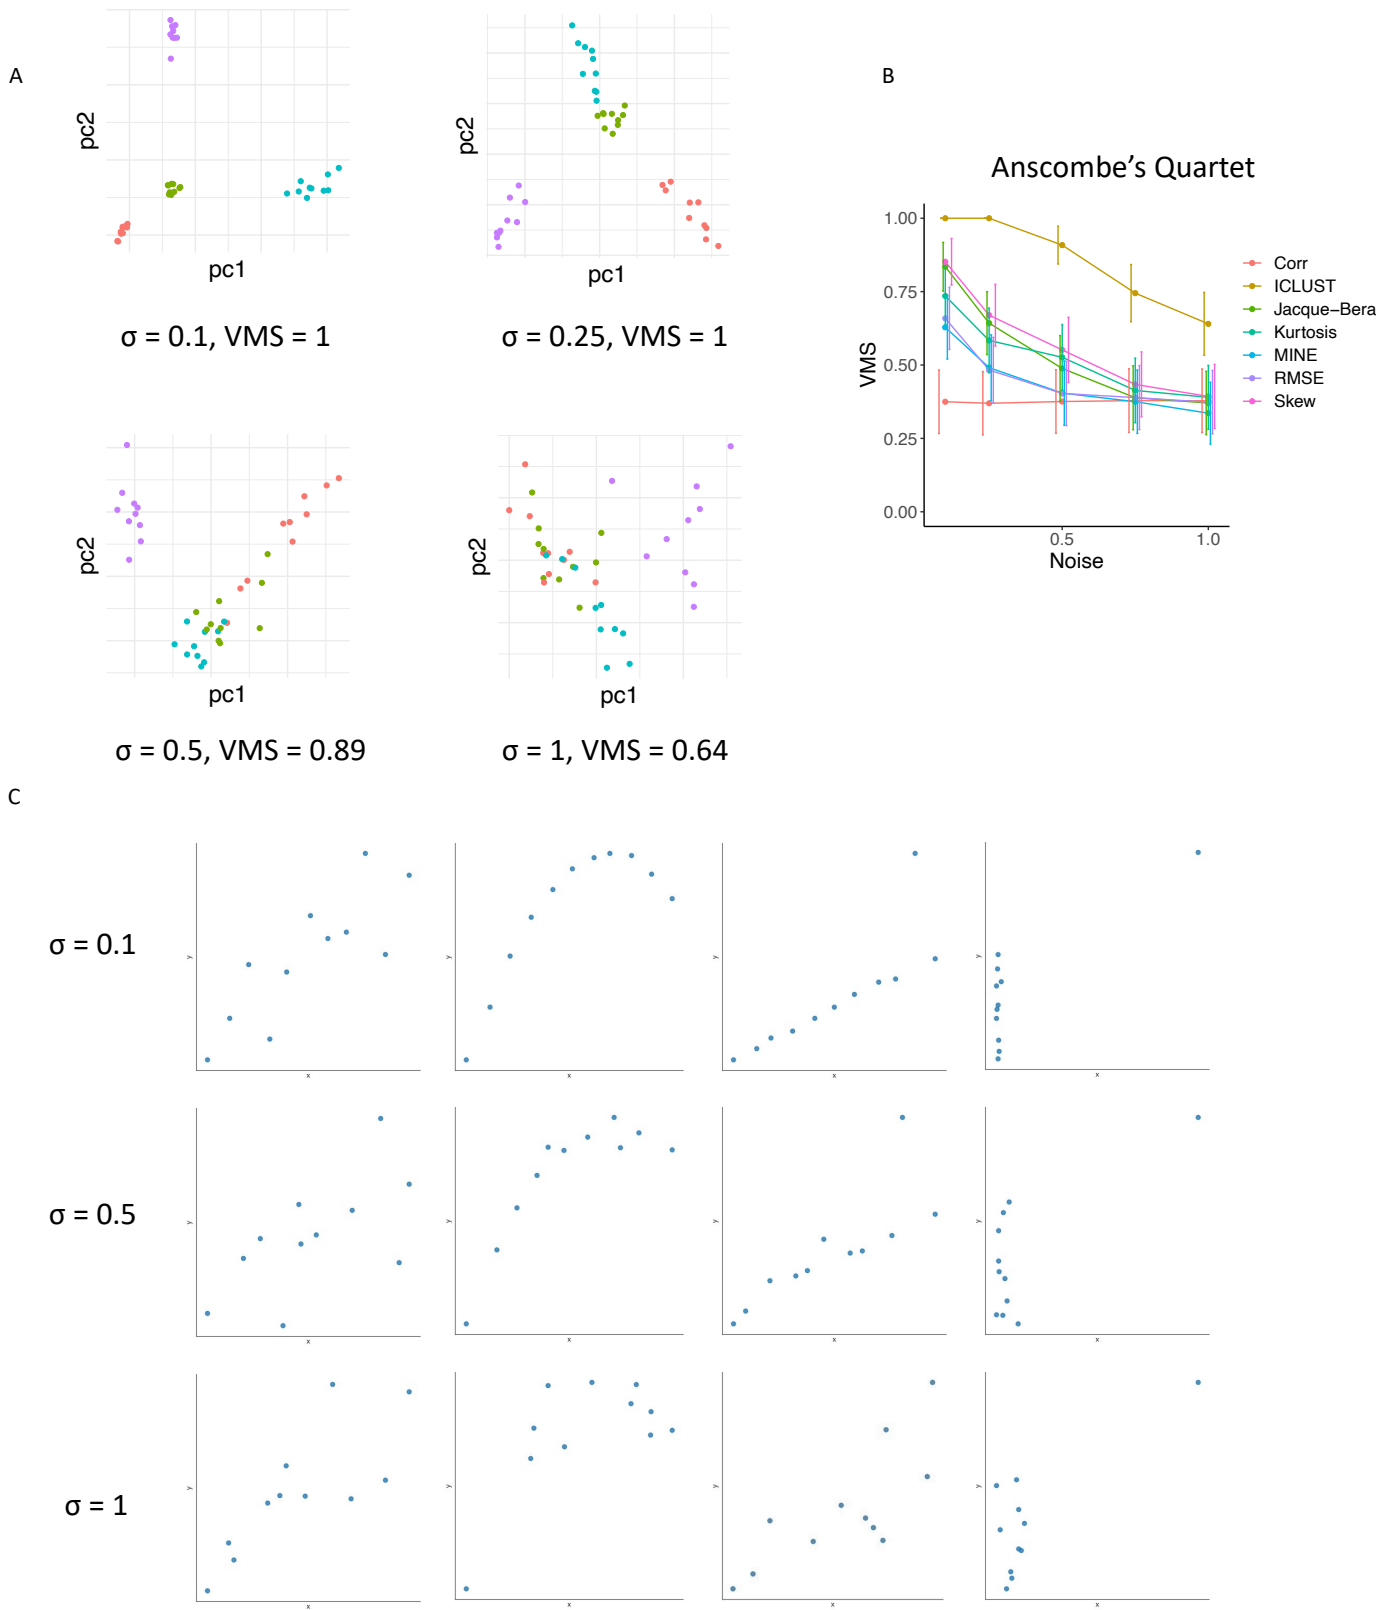 A
pc2
pc1
σ = 0.1, VMS = 1
pc2
pc1
σ = 0.25, VMS = 1
pc2
pc1
σ = 0.5, VMS = 0.89
pc2
pc1
σ = 1, VMS = 0.64
B
Anscombe’s Quartet
VMS
1.00
0.75
0.50
0.25
0.00
0.5
1.0
Noise
Corr
ICLUST
Jacque−Bera
Kurtosis
MINE
RMSE
Skew
C
σ = 0.1
y
x
y
x
y
x
y
x
σ = 0.5
y
x
y
x
y
x
y
x
σ = 1
y
x
y
x
y
x
y
x